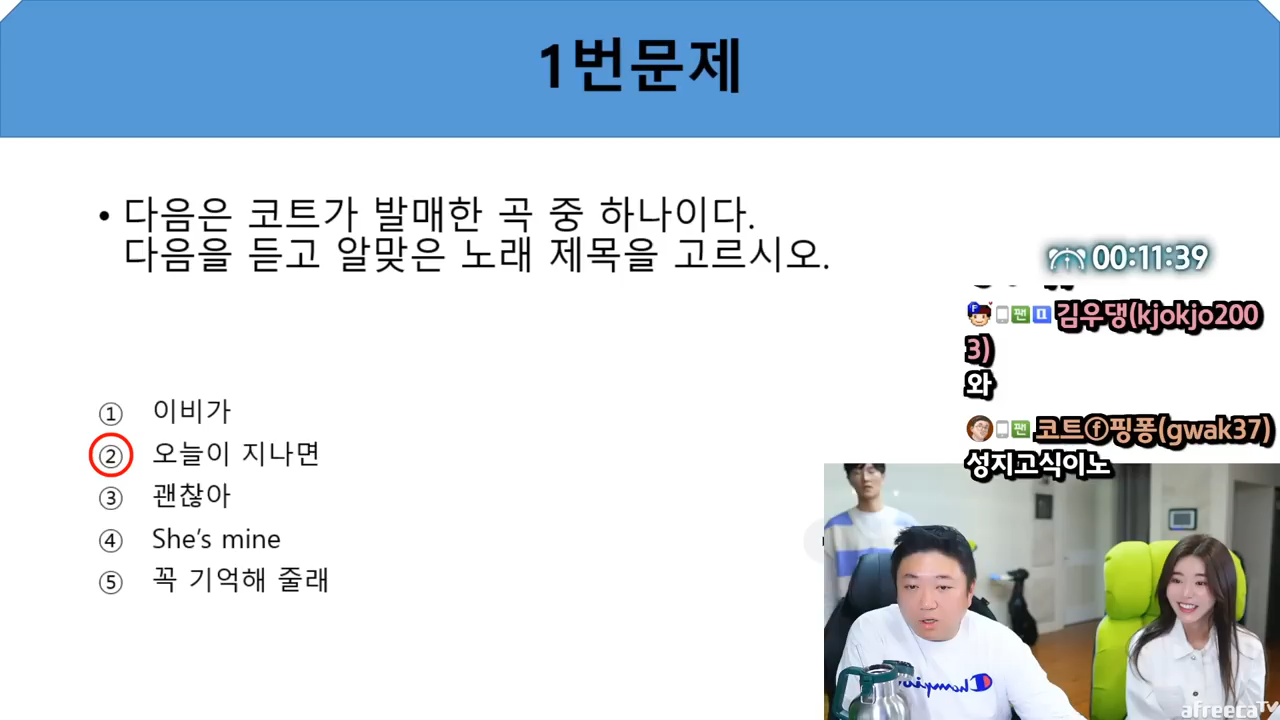 1번문제
• 다음은 코트가 발매한 곡 중 하나이다.
다음을 듣고 알맞은 노래 제목을 고르시오.
① 이비가
② 오늘이 지나면
③ 괜찮아
④ She's mine
⑤ 꼭 기억해 줄래
00:11:39
F 팬 a 김우댕(kjokjo200
3)
와
팬 코트ⓕ핑퐁(gwak37)
성지고식이노
Champion
afreecaTV